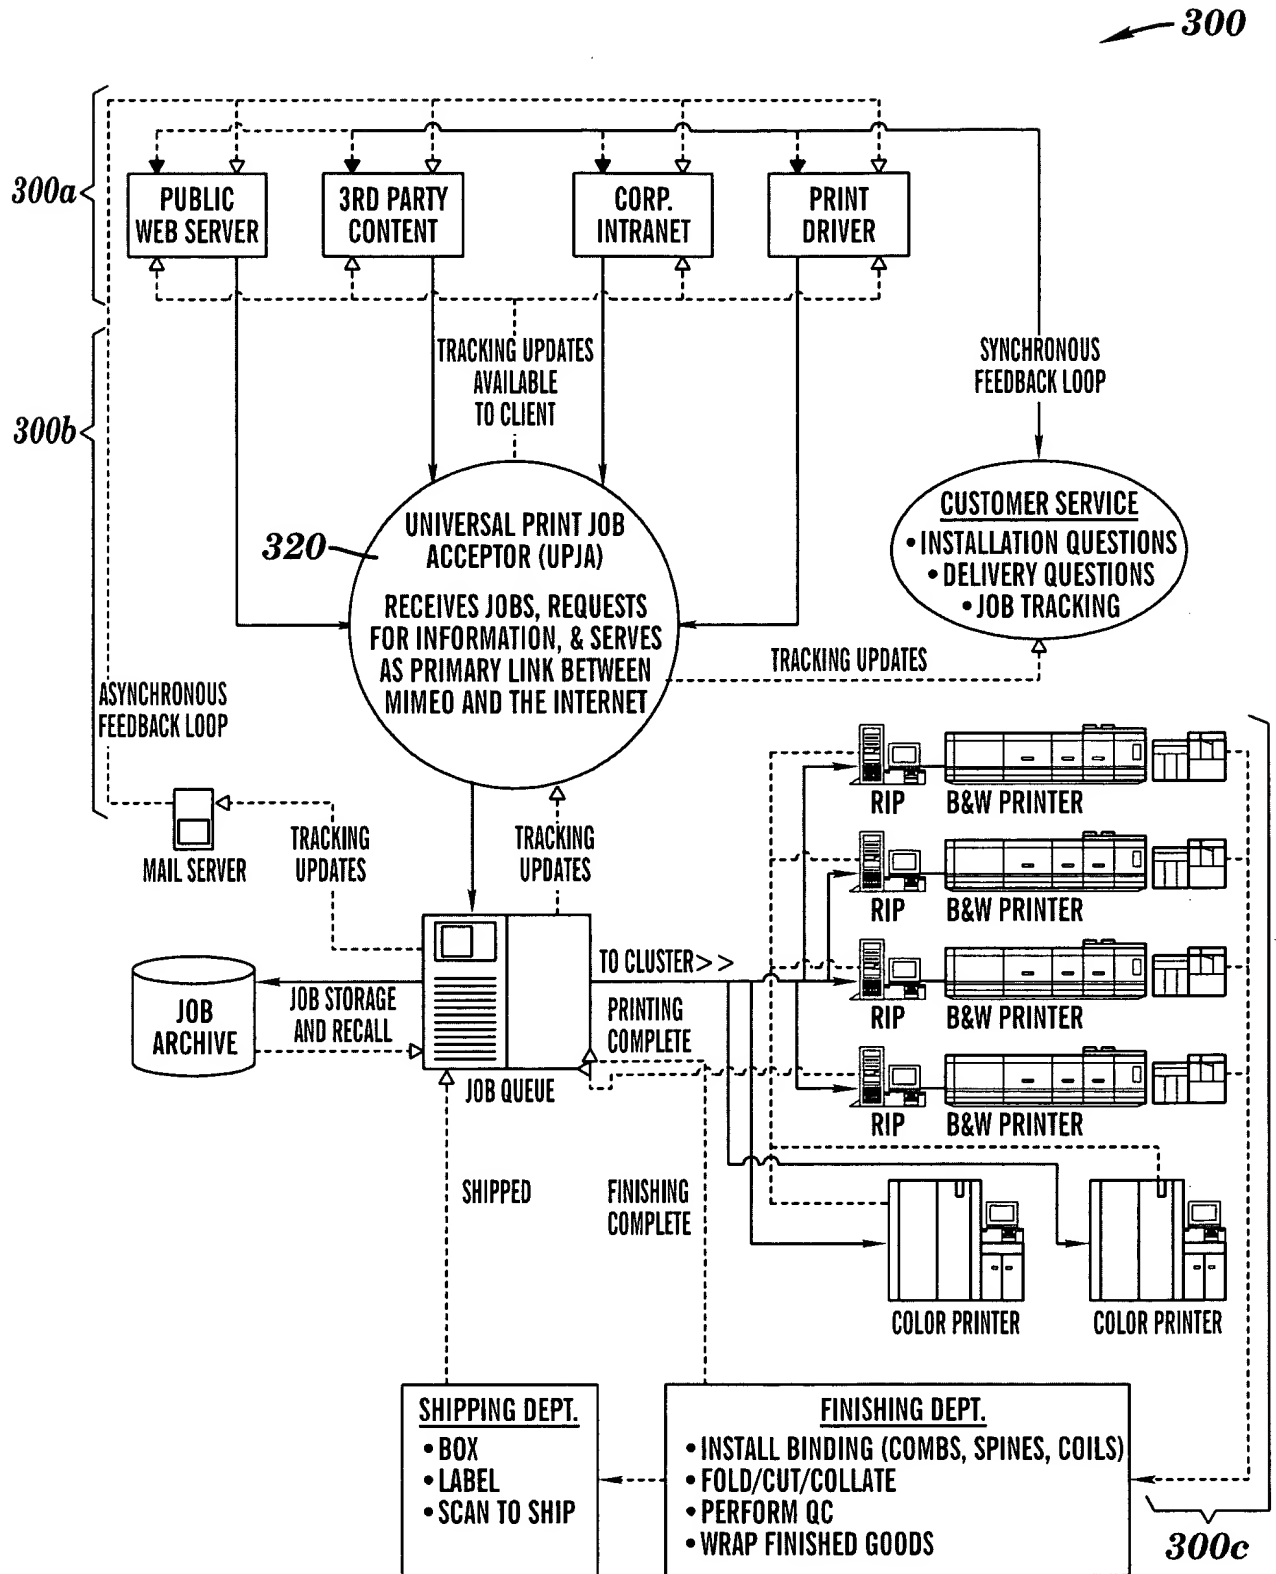 300
300a
PUBLIC
WEB SERVER
3RD PARTY
CONTENT
CORP.
INTRANET
PRINT
DRIVER
300b
TRACKING UPDATES
AVAILABLE
TO CLIENT
SYNCHRONOUS
FEEDBACK LOOP
320
UNIVERSAL PRINT JOB
ACCEPTOR (UPJA)
RECEIVES JOBS, REQUESTS
FOR INFORMATION, & SERVES
AS PRIMARY LINK BETWEEN
MIMEO AND THE INTERNET
CUSTOMER SERVICE
• INSTALLATION QUESTIONS
• DELIVERY QUESTIONS
• JOB TRACKING
TRACKING UPDATES
ASYNCHRONOUS
FEEDBACK LOOP
MAIL SERVER
TRACKING
UPDATES
TRACKING
UPDATES
RIP
B&W PRINTER
RIP
B&W PRINTER
RIP
B&W PRINTER
RIP
B&W PRINTER
TO CLUSTER>>
JOB
ARCHIVE
JOB STORAGE
AND RECALL
PRINTING
COMPLETE
JOB QUEUE
SHIPPED
FINISHING
COMPLETE
COLOR PRINTER
COLOR PRINTER
SHIPPING DEPT.
• BOX
• LABEL
• SCAN TO SHIP
FINISHING DEPT.
• INSTALL BINDING (COMBS, SPINES, COILS)
• FOLD/CUT/COLLATE
• PERFORM QC
• WRAP FINISHED GOODS
300c